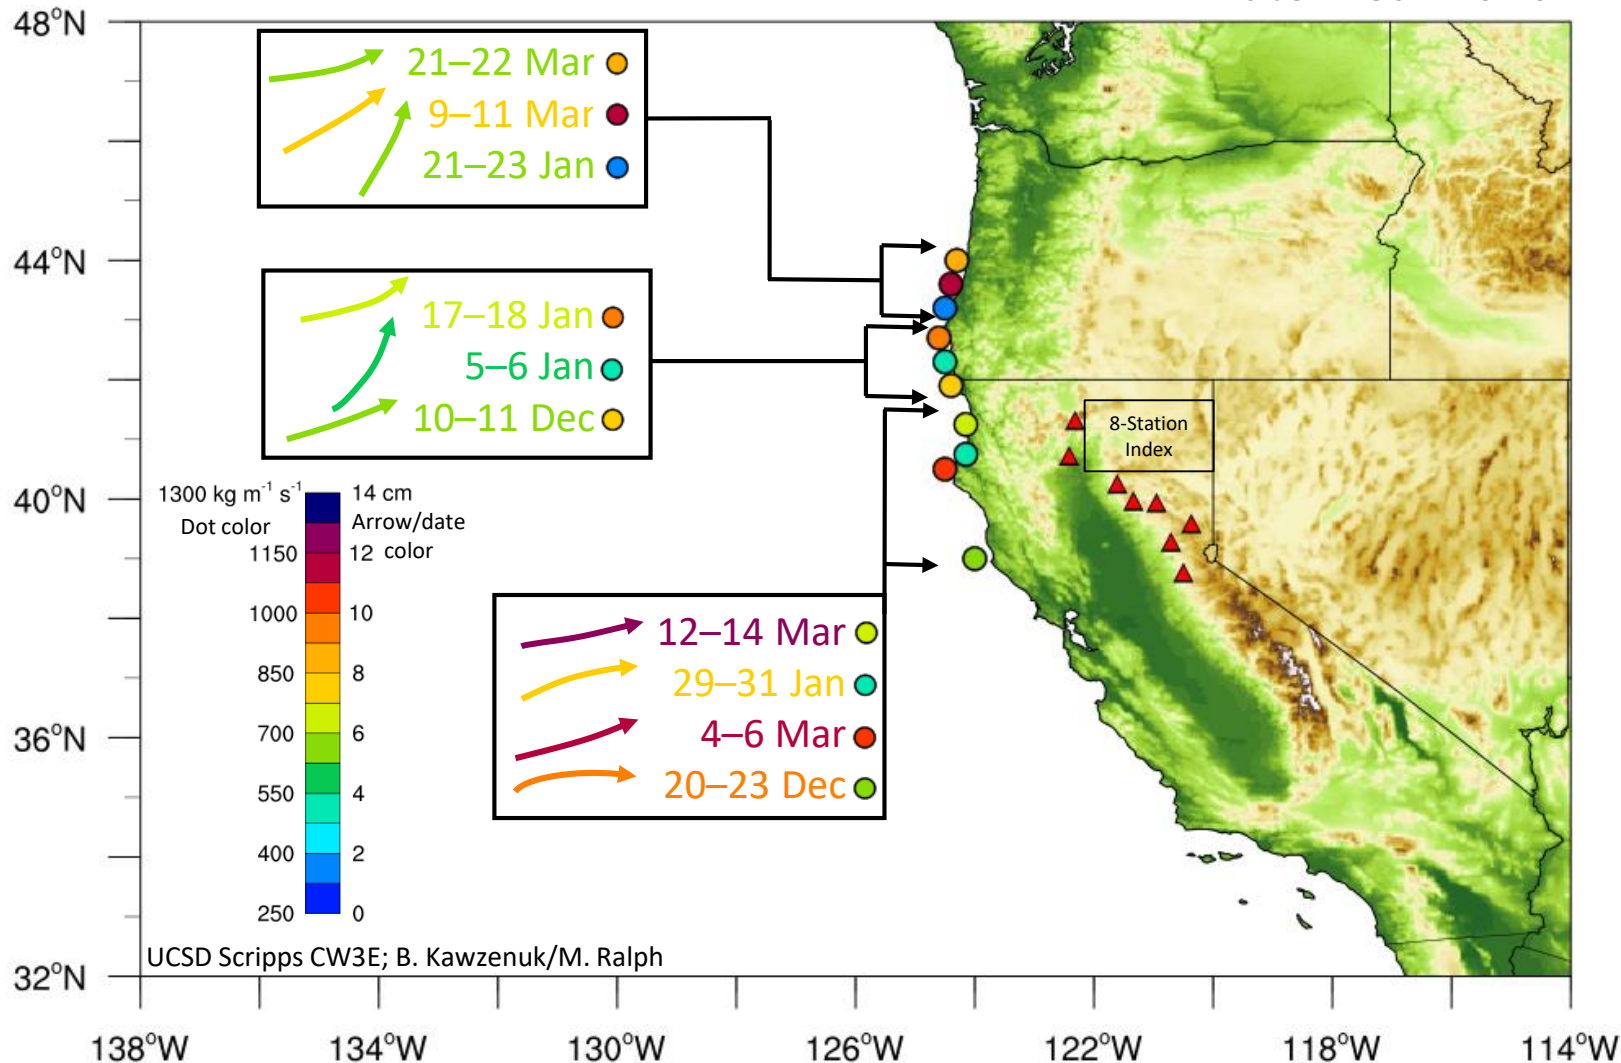 48°N
44°N
40°N
36°N
32°N
21–22 Mar
9–11 Mar
21–23 Jan
17–18 Jan
5–6 Jan
10–11 Dec
8-Station
Index
1300 kg m⁻¹ s⁻¹
Dot color
1150
1000
850
700
550
400
250
14 cm
Arrow/date
color
12
10
8
6
4
2
0
12–14 Mar
29–31 Jan
4–6 Mar
20–23 Dec
UCSD Scripps CW3E; B. Kawzenuk/M. Ralph
138°W
134°W
130°W
126°W
122°W
118°W
114°W